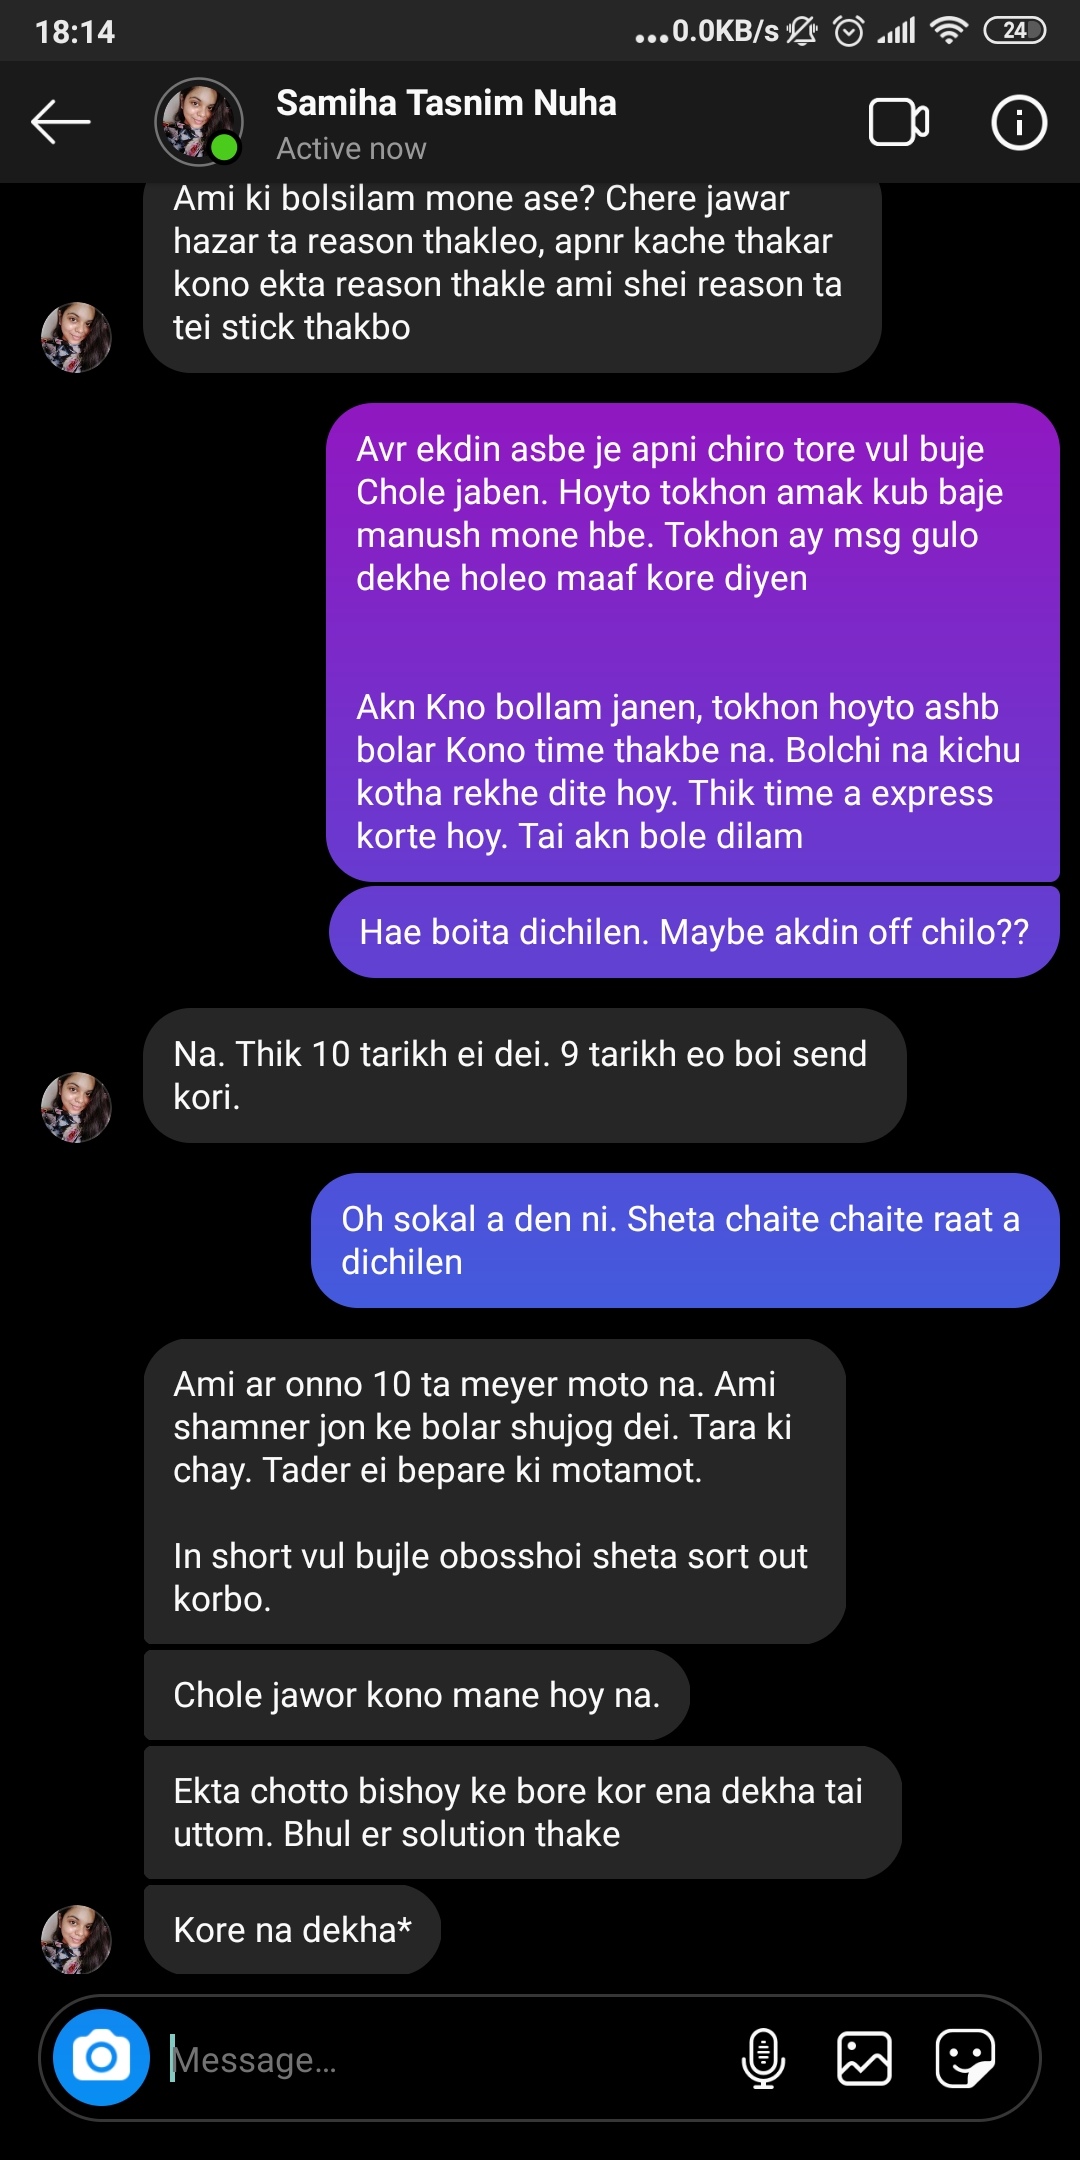 18:14
...0.0KB/s
24
Samiha Tasnim Nuha
Active now
Ami ki bolsilam mone ase? Chere jawar
hazar ta reason thakleo, apnr kache thakar
kono ekta reason thakle ami shei reason ta
tei stick thakbo
Avr ekdin asbe je apni chiro tore vul buje
Chole jaben. Hoyto tokhon amak kub baje
manush mone hbe. Tokhon ay msg gulo
dekhe holeo maaf kore diyen
Akn Kno bollam janen, tokhon hoyto ashb
bolar Kono time thakbe na. Bolchi na kichu
kotha rekhe dite hoy. Thik time a express
korte hoy. Tai akn bole dilam
Hae boita dichilen. Maybe akdin off chilo??
Na. Thik 10 tarikh ei dei. 9 tarikh eo boi send
kori.
Oh sokal a den ni. Sheta chaite chaite raat a
dichilen
Ami ar onno 10 ta meyer moto na. Ami
shamner jon ke bolar shujog dei. Tara ki
chay. Tader ei bepare ki motamot.
In short vul bujle obosshoi sheta sort out
korbo.
Chole jawor kono mane hoy na.
Ekta chotto bishoy ke bore kor ena dekha tai
uttom. Bhul er solution thake
Kore na dekha*
Message...